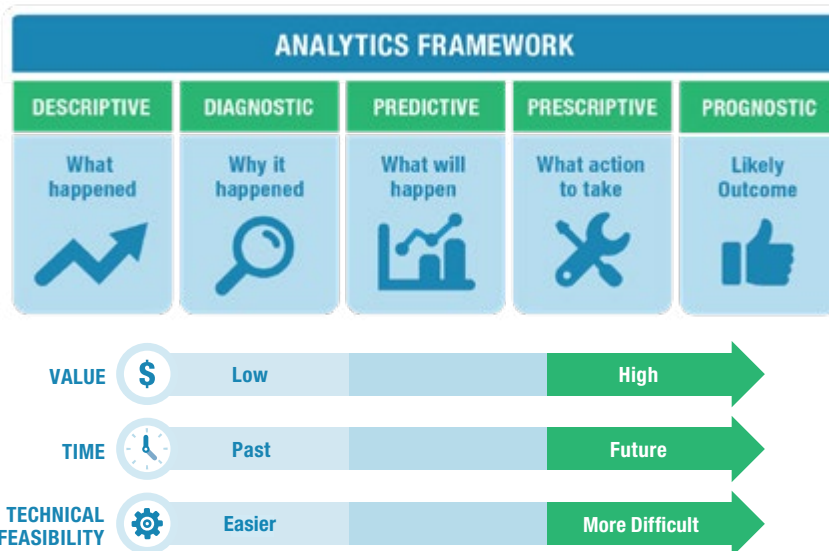 ANALYTICS FRAMEWORK
DESCRIPTIVE
What
happened
DIAGNOSTIC
Why it
happened
PREDICTIVE
What will
happen
PRESCRIPTIVE
What action
to take
PROGNOSTIC
Likely
Outcome
VALUE $ Low High
TIME Past Future
TECHNICAL
FEASIBILITY Easier More Difficult